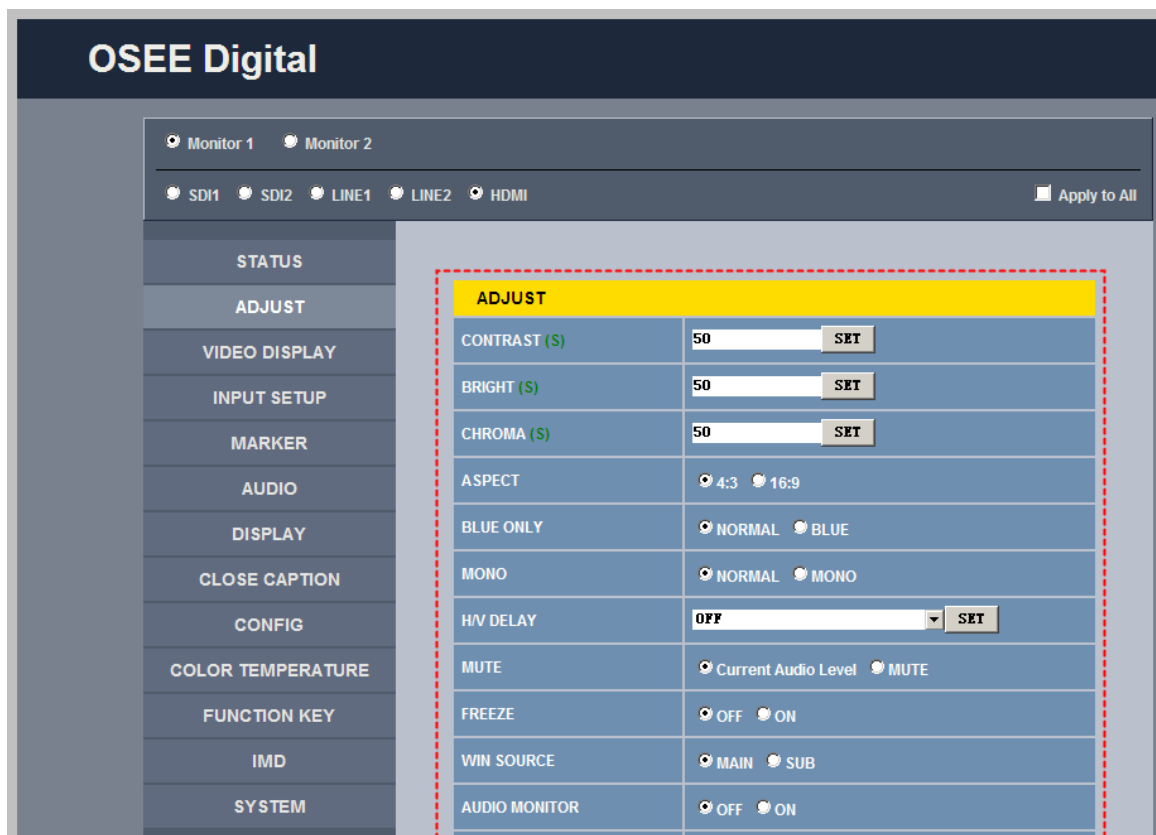 OSEE Digital
Monitor 1 Monitor 2
SDI1 SDI2 LINE1 LINE2 HDMI Apply to All
STATUS
ADJUST
VIDEO DISPLAY
INPUT SETUP
MARKER
AUDIO
DISPLAY
CLOSE CAPTION
CONFIG
COLOR TEMPERATURE
FUNCTION KEY
IMD
SYSTEM
ADJUST
CONTRAST (S) 50 SET
BRIGHT (S) 50 SET
CHROMA (S) 50 SET
ASPECT 4:3 16:9
BLUE ONLY NORMAL BLUE
MONO NORMAL MONO
H/V DELAY OFF SET
MUTE Current Audio Level MUTE
FREEZE OFF ON
WIN SOURCE MAIN SUB
AUDIO MONITOR OFF ON